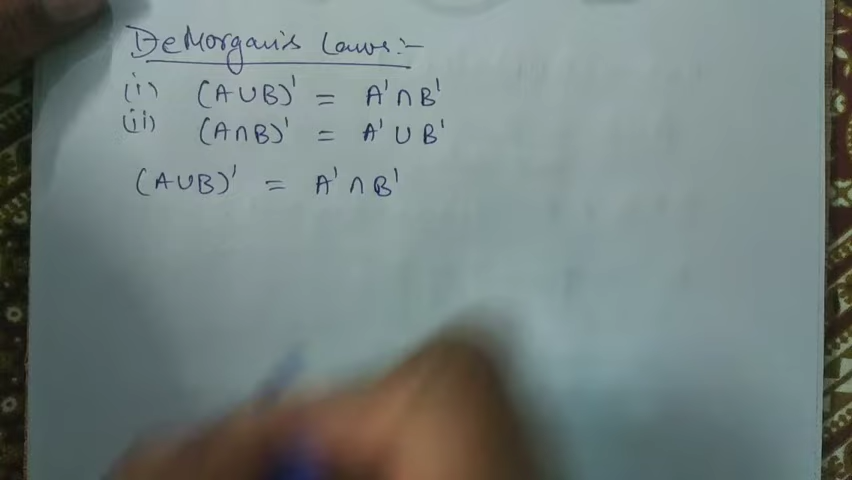 DeMorgan's Laws:-
(i) (A∪B)' = A'∩B'
(ii) (A∩B)' = A'∪B'
(A∪B)' = A'∩B'